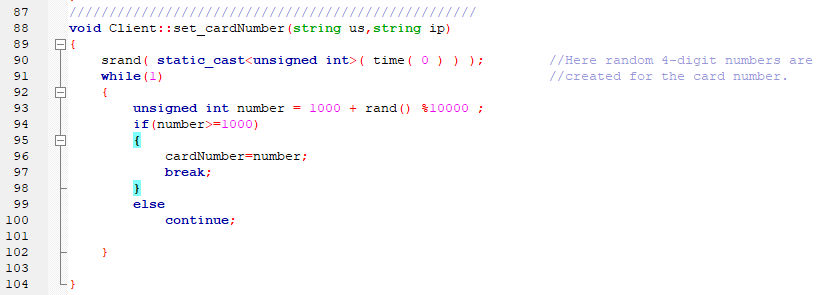 87 ////////////////////////////////////////////////////
88 void Client::set_cardNumber(string us,string ip)
89 {
90 srand( static_cast<unsigned int>( time( 0 ) ) ); //Here random 4-digit numbers are
91 while(1) //created for the card number.
92 {
93 unsigned int number = 1000 + rand() %10000 ;
94 if(number>=1000)
95 {
96 cardNumber=number;
97 break;
98 }
99 else
100 continue;
101
102 }
103
104 }